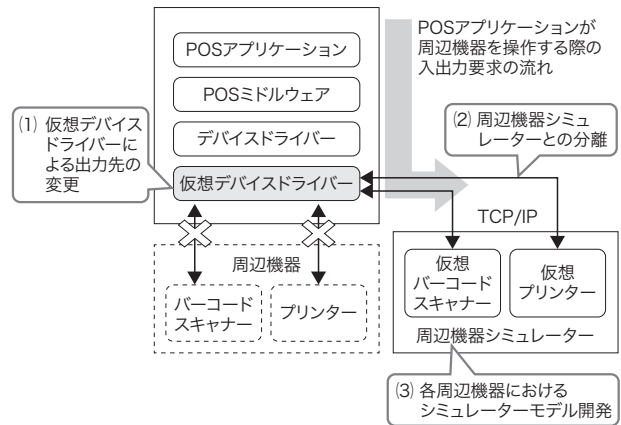 POSアプリケーション
POSミドルウェア
デバイスドライバー
仮想デバイスドライバー
POSアプリケーションが
周辺機器を操作する際の
入出力要求の流れ
(1) 仮想デバイス
ドライバーに
よる出力先の
変更
(2) 周辺機器シミュ
レーターとの分離
TCP/IP
周辺機器
バーコード
スキャナー
プリンター
仮想
バーコード
スキャナー
仮想
プリンター
周辺機器シミュレーター
(3) 各周辺機器における
シミュレーターモデル開発